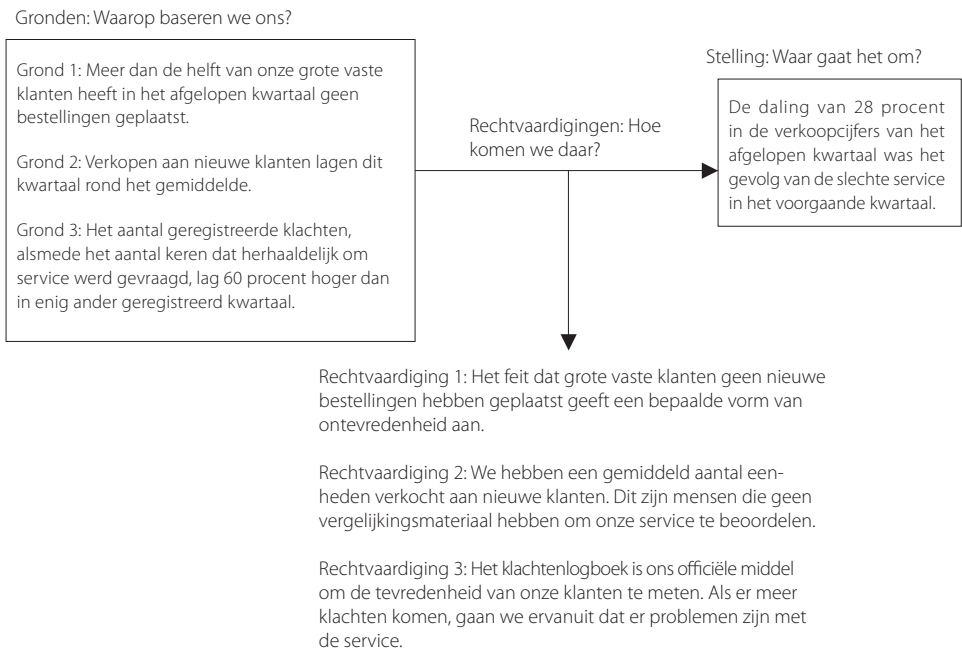 Gronden: Waarop baseren we ons?
Grond 1: Meer dan de helft van onze grote vaste
klanten heeft in het afgelopen kwartaal geen
bestellingen geplaatst.
Grond 2: Verkopen aan nieuwe klanten lagen dit
kwartaal rond het gemiddelde.
Grond 3: Het aantal geregistreerde klachten,
alsmede het aantal keren dat herhaaldelijk om
service werd gevraagd, lag 60 procent hoger dan
in enig ander geregistreerd kwartaal.
Rechtvaardigingen: Hoe
komen we daar?
Stelling: Waar gaat het om?
De daling van 28 procent
in de verkoopcijfers van het
afgelopen kwartaal was het
gevolg van de slechte service
in het voorgaande kwartaal.
Rechtvaardiging 1: Het feit dat grote vaste klanten geen nieuwe
bestellingen hebben geplaatst geeft een bepaalde vorm van
ontevredenheid aan.
Rechtvaardiging 2: We hebben een gemiddeld aantal een-
heden verkocht aan nieuwe klanten. Dit zijn mensen die geen
vergelijkingsmateriaal hebben om onze service te beoordelen.
Rechtvaardiging 3: Het klachtenlogboek is ons officiële middel
om de tevredenheid van onze klanten te meten. Als er meer
klachten komen, gaan we ervanuit dat er problemen zijn met
de service.